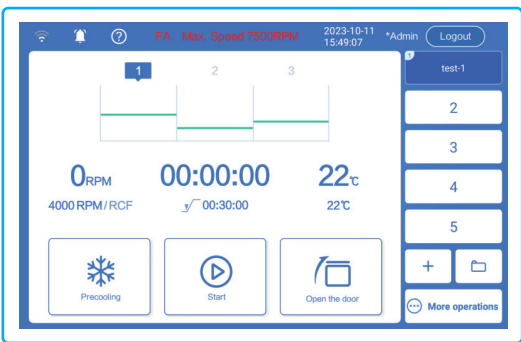 FA Max. Speed 7500RPM
2023-10-11
15:49:07
*Admin
Logout
1
2
3
0RPM
00:00:00
22℃
4000 RPM/RCF
00:30:00
22℃
Precooling
Start
Open the door
1
test-1
2
3
4
5
+
More operations